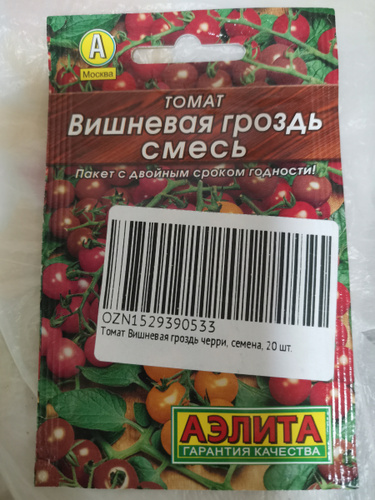 А
Москва
ТОМАТ
Вишневая гроздь
смесь
Пакет с двойным сроком годности!
OZN1529390533
Томат Вишневая гроздь черри, семена, 20 шт.
АЭЛИТА
ГАРАНТИЯ КАЧЕСТВА